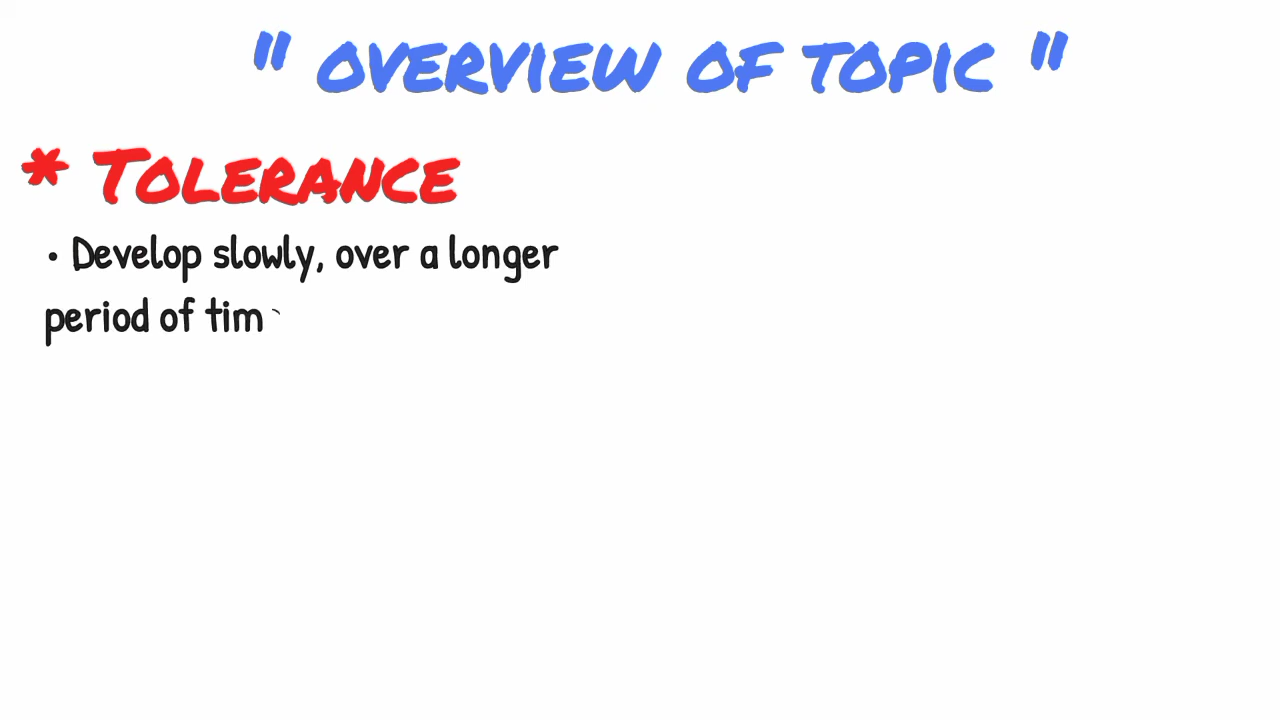 " OVERVIEW OF TOPIC "
* TOLERANCE
• Develop slowly, over a longer
period of tim